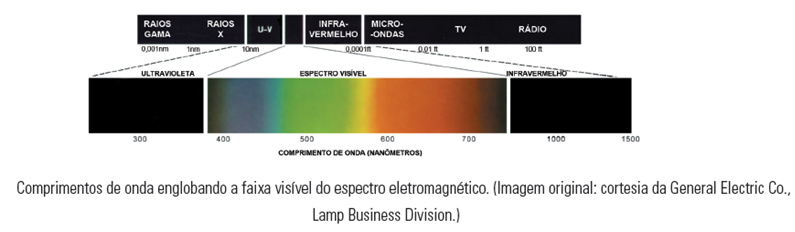 RAIOS GAMA RAIOS X U-V INFRA-VERMELHO MICRO-ONDAS TV RÁDIO
0,001nm 1nm 10nm 0,0001ft 0.01 ft 1 ft 100 ft
ULTRAVIOLETA ESPECTRO VISÍVEL INFRAVERMELHO
300 400 500 600 700 1000 1500
COMPRIMENTO DE ONDA (NANÔMETROS)
Comprimentos de onda englobando a faixa visível do espectro eletromagnético. (Imagem original: cortesia da General Electric Co.,
Lamp Business Division.)